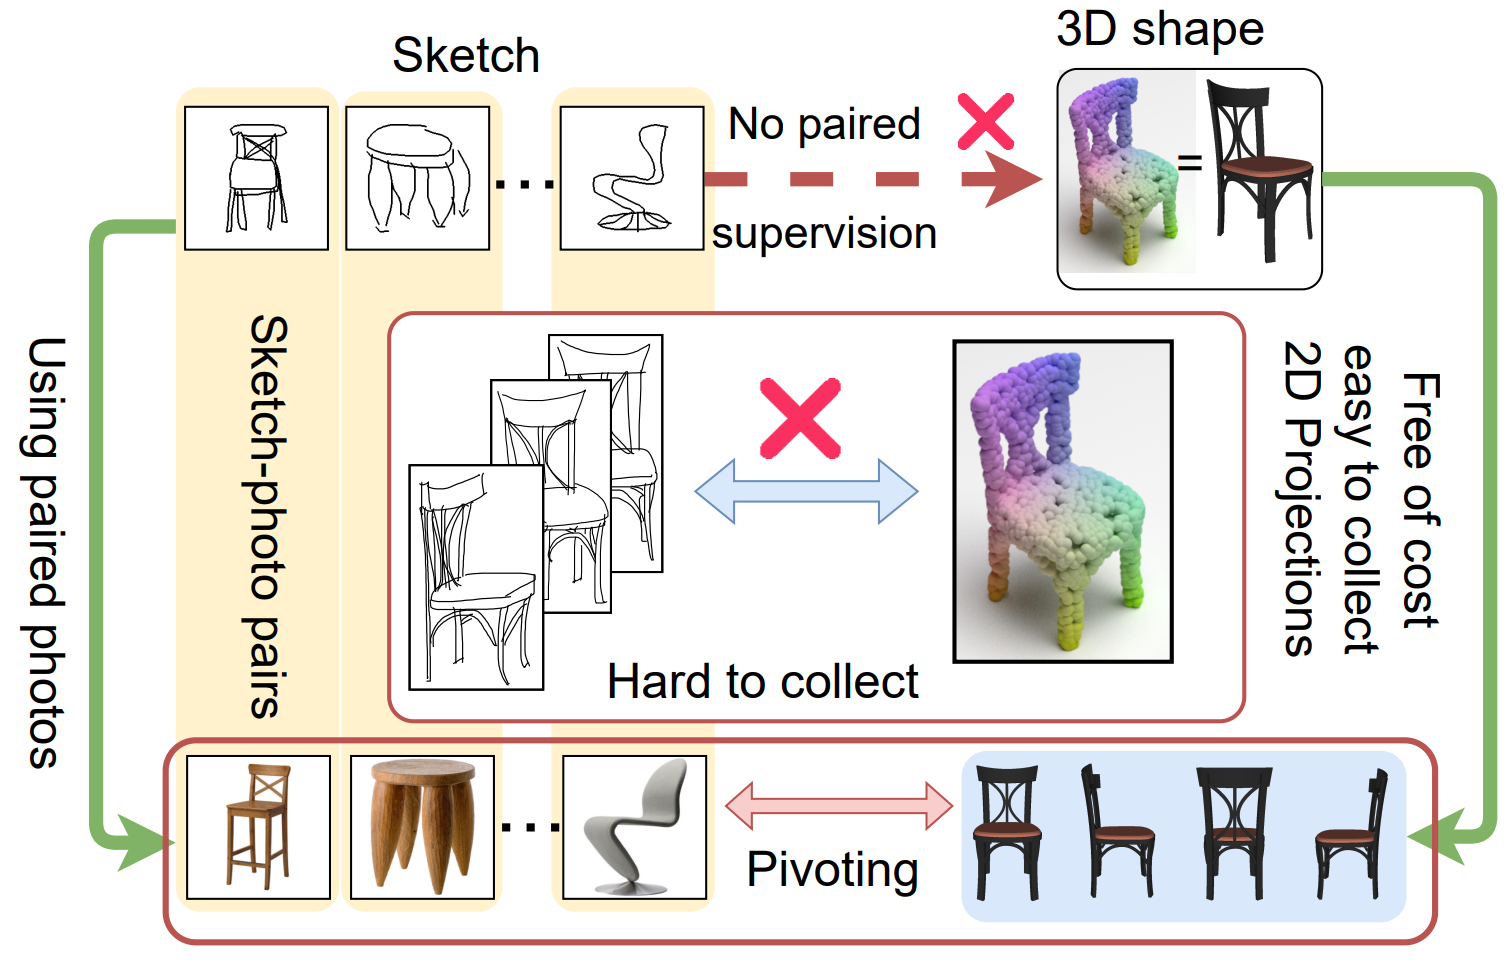 Sketch
3D shape
No paired
supervision
=
Using paired photos
Sketch-photo pairs
Hard to collect
Free of cost
easy to collect
2D Projections
Pivoting